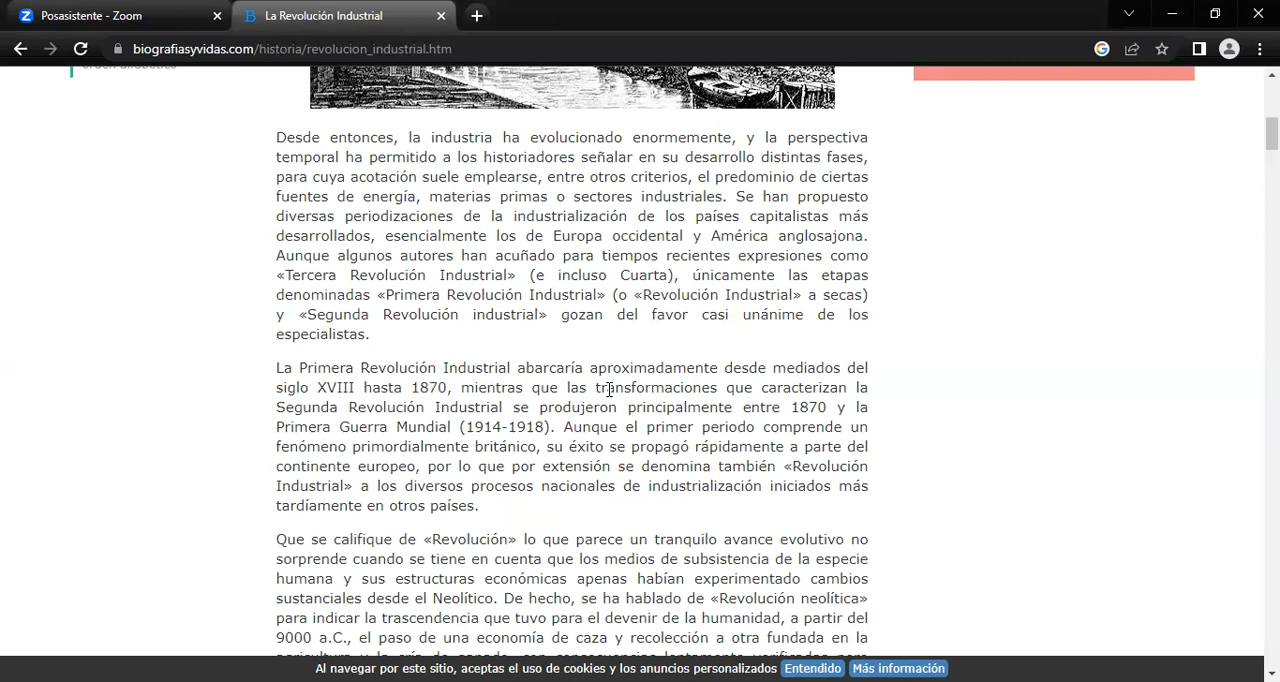 Posasistente - Zoom
La Revolución Industrial
biografiasyvidas.com/historia/revolucion_industrial.htm
Desde entonces, la industria ha evolucionado enormemente, y la perspectiva
temporal ha permitido a los historiadores señalar en su desarrollo distintas fases,
para cuya acotación suele emplearse, entre otros criterios, el predominio de ciertas
fuentes de energía, materias primas o sectores industriales. Se han propuesto
diversas periodizaciones de la industrialización de los países capitalistas más
desarrollados, esencialmente los de Europa occidental y América anglosajona.
Aunque algunos autores han acuñado para tiempos recientes expresiones como
«Tercera Revolución Industrial» (e incluso Cuarta), únicamente las etapas
denominadas «Primera Revolución Industrial» (o «Revolución Industrial» a secas)
y «Segunda Revolución industrial» gozan del favor casi unánime de los
especialistas.
La Primera Revolución Industrial abarcaría aproximadamente desde mediados del
siglo XVIII hasta 1870, mientras que las transformaciones que caracterizan la
Segunda Revolución Industrial se produjeron principalmente entre 1870 y la
Primera Guerra Mundial (1914-1918). Aunque el primer periodo comprende un
fenómeno primordialmente británico, su éxito se propagó rápidamente a parte del
continente europeo, por lo que por extensión se denomina también «Revolución
Industrial» a los diversos procesos nacionales de industrialización iniciados más
tardíamente en otros países.
Que se califique de «Revolución» lo que parece un tranquilo avance evolutivo no
sorprende cuando se tiene en cuenta que los medios de subsistencia de la especie
humana y sus estructuras económicas apenas habían experimentado cambios
sustanciales desde el Neolítico. De hecho, se ha hablado de «Revolución neolítica»
para indicar la trascendencia que tuvo para el devenir de la humanidad, a partir del
9000 a.C., el paso de una economía de caza y recolección a otra fundada en la
Al navegar por este sitio, aceptas el uso de cookies y los anuncios personalizados Entendido Más información